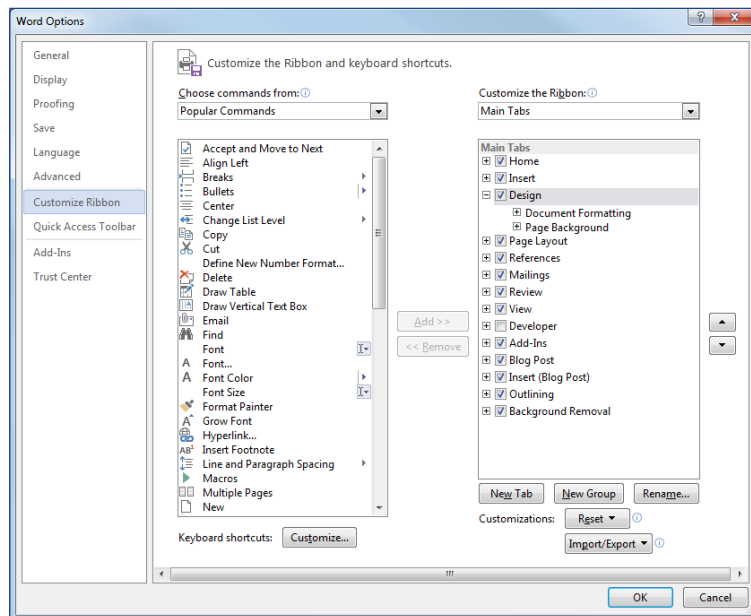 Word Options
General
Display
Proofing
Save
Language
Advanced
Customize Ribbon
Quick Access Toolbar
Add-Ins
Trust Center
Customize the Ribbon and keyboard shortcuts.
Choose commands from:
Popular Commands
Accept and Move to Next
Align Left
Breaks
Bullets
Center
Change List Level
Copy
Cut
Define New Number Format...
Delete
Draw Table
Draw Vertical Text Box
Email
Find
Font
Font...
Font Color
Font Size
Format Painter
Grow Font
Hyperlink...
Insert Footnote
Line and Paragraph Spacing
Macros
Multiple Pages
New
Keyboard shortcuts: Customize...
Add >>
<< Remove
Customize the Ribbon:
Main Tabs
Main Tabs
Home
Insert
Design
Document Formatting
Page Background
Page Layout
References
Mailings
Review
View
Developer
Add-Ins
Blog Post
Insert (Blog Post)
Outlining
Background Removal
New Tab New Group Rename...
Customizations: Reset
Import/Export
OK Cancel